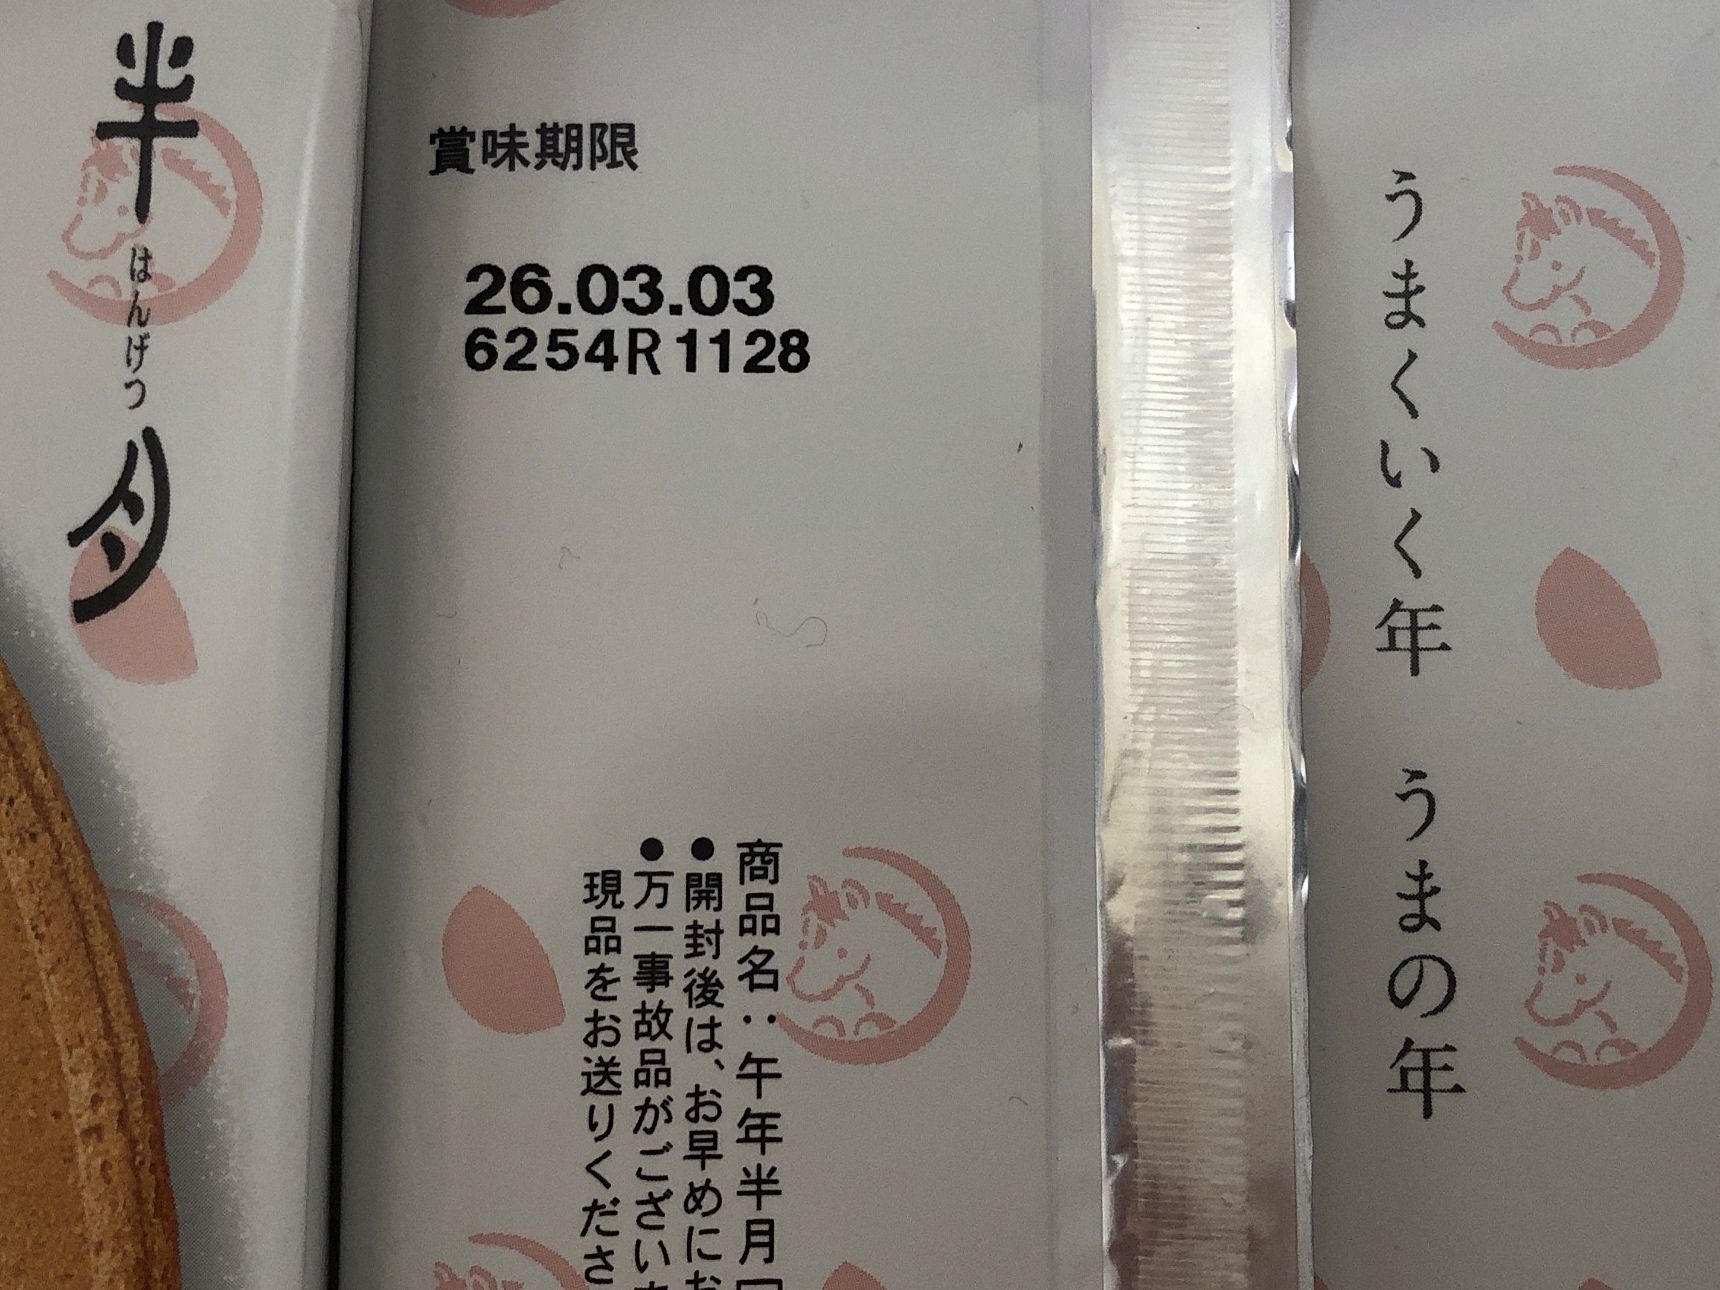 半
はんげつ
月
賞味期限
26.03.03
6254R1128
商品名：午年半月
●開封後は、お早めにお
●万一事故品がござい
現品をお送りくださ
うまくいく年 うまの年